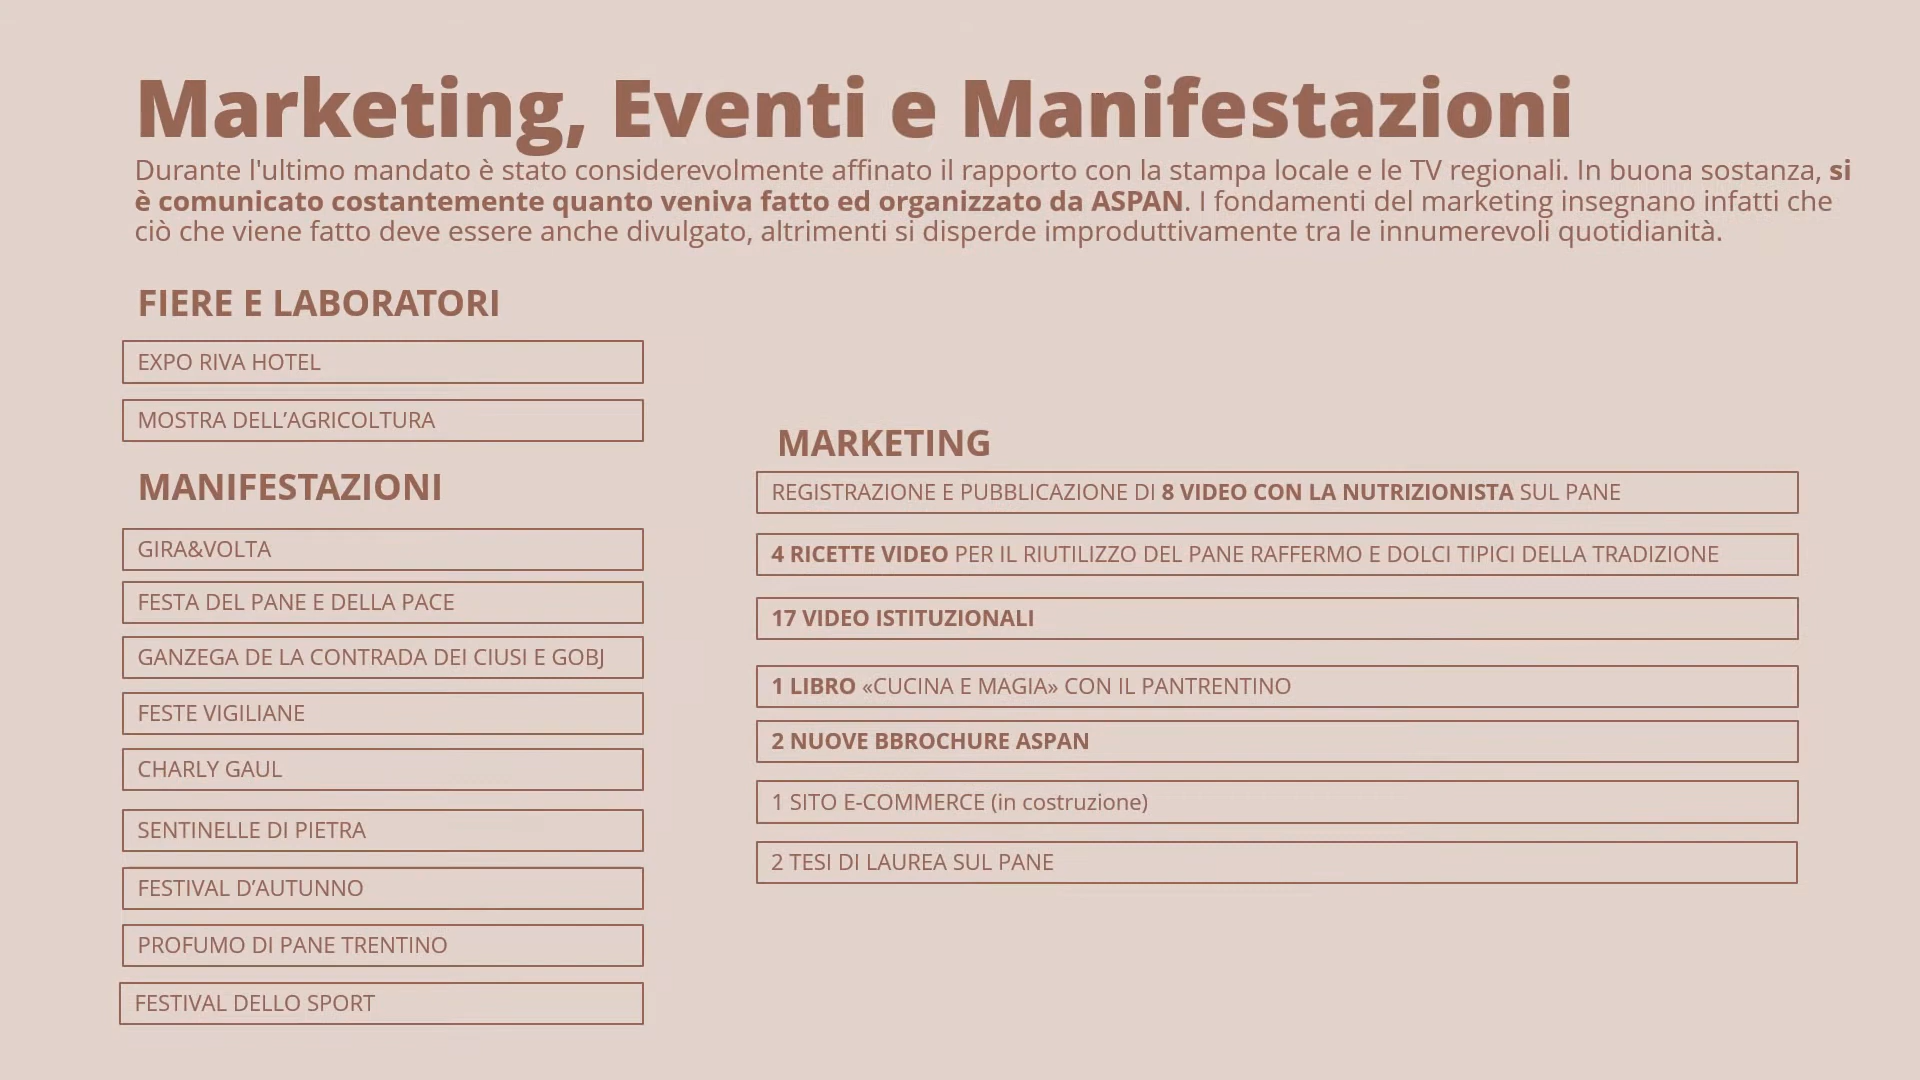 Marketing, Eventi e Manifestazioni
Durante l'ultimo mandato è stato considerevolmente affinato il rapporto con la stampa locale e le TV regionali. In buona sostanza, si
è comunicato costantemente quanto veniva fatto ed organizzato da ASPAN. I fondamenti del marketing insegnano infatti che
ciò che viene fatto deve essere anche divulgato, altrimenti si disperde improduttivamente tra le innumerevoli quotidianità.
FIERE E LABORATORI
EXPO RIVA HOTEL
MOSTRA DELL’AGRICOLTURA
MANIFESTAZIONI
GIRA&VOLTA
FESTA DEL PANE E DELLA PACE
GANZEGA DE LA CONTRADA DEI CIUSI E GOBJ
FESTE VIGILIANE
CHARLY GAUL
SENTINELLE DI PIETRA
FESTIVAL D’AUTUNNO
PROFUMO DI PANE TRENTINO
FESTIVAL DELLO SPORT
MARKETING
REGISTRAZIONE E PUBBLICAZIONE DI 8 VIDEO CON LA NUTRIZIONISTA SUL PANE
4 RICETTE VIDEO PER IL RIUTILIZZO DEL PANE RAFFERMO E DOLCI TIPICI DELLA TRADIZIONE
17 VIDEO ISTITUZIONALI
1 LIBRO «CUCINA E MAGIA» CON IL PANTRENTINO
2 NUOVE BBROCHURE ASPAN
1 SITO E-COMMERCE (in costruzione)
2 TESI DI LAUREA SUL PANE